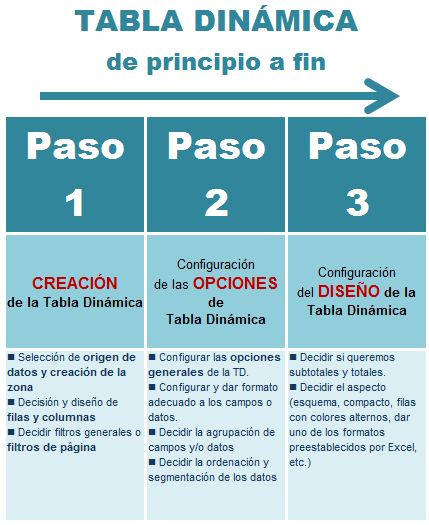 TABLA DINÁMICA
de principio a fin
Paso
1
Paso
2
Paso
3
CREACIÓN
de la Tabla Dinámica
Configuración
de las OPCIONES
de
Tabla Dinámica
Configuración
del DISEÑO de la
Tabla Dinámica
■ Selección de origen de
datos y creación de la
zona
■ Decisión y diseño de
filas y columnas
■ Decidir filtros generales o
filtros de página
■ Configurar las opciones
generales de la TD.
■ Configurar y dar formato
adecuado a los campos o
datos.
■ Decidir la agrupación de
campos y/o datos
■ Decidir la ordenación y
segmentación de los datos
■ Decidir si queremos
subtotales y totales.
■ Decidir el aspecto
(esquema, compacto, filas
con colores alternos, dar
uno de los formatos
preestablecidos por Excel,
etc.)